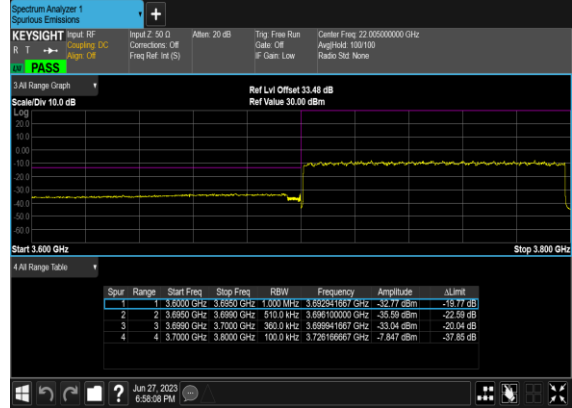 Spectrum Analyzer 1
Spurious Emissions
+
KEYSIGHT Input: RF Input Z: 50 Ω Atten: 20 dB Trig: Free Run Center Freq: 22.005000000 GHz
R T Coupling: DC Corrections: Off Gate: Off Avg|Hold: 100/100
Align: Off Freq Ref: Int (S) IF Gain: Low Radio Std: None
LW PASS
3 All Range Graph
Ref Lvl Offset 33.48 dB
Scale/Div 10.0 dB Ref Value 30.00 dBm
Log
20.0
10.0
0.00
-10.0
-20.0
-30.0
-40.0
-50.0
-60.0
Start 3.600 GHz Stop 3.800 GHz
4 All Range Table
Spur Range Start Freq Stop Freq RBW Frequency Amplitude ΔLimit
1 1 3.6000 GHz 3.6950 GHz 1.000 MHz 3.692941667 GHz -32.77 dBm -19.77 dB
2 2 3.6950 GHz 3.6990 GHz 510.0 kHz 3.696100000 GHz -35.59 dBm -22.59 dB
3 3 3.6990 GHz 3.7000 GHz 360.0 kHz 3.699941667 GHz -33.04 dBm -20.04 dB
4 4 3.7000 GHz 3.8000 GHz 100.0 kHz 3.726166667 GHz -7.847 dBm -37.85 dB
? Jun 27, 2023
6:58:08 PM